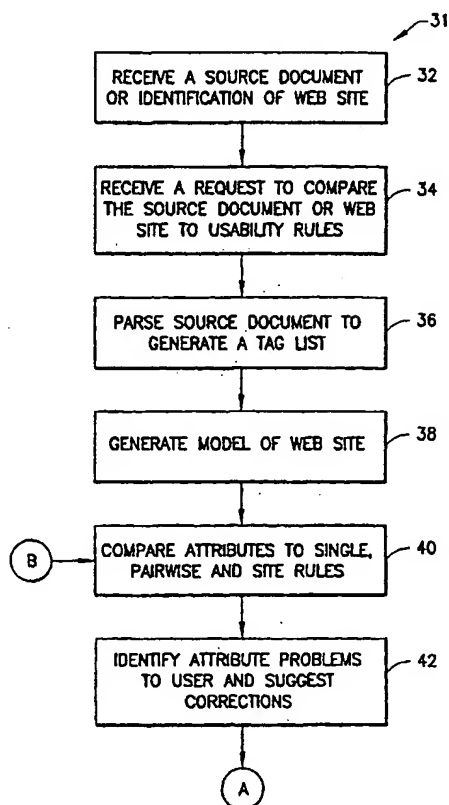 31
RECEIVE A SOURCE DOCUMENT
OR IDENTIFICATION OF WEB SITE
32
RECEIVE A REQUEST TO COMPARE
THE SOURCE DOCUMENT OR WEB
SITE TO USABILITY RULES
34
PARSE SOURCE DOCUMENT TO
GENERATE A TAG LIST
36
GENERATE MODEL OF WEB SITE
38
B
COMPARE ATTRIBUTES TO SINGLE,
PAIRWISE AND SITE RULES
40
IDENTIFY ATTRIBUTE PROBLEMS
TO USER AND SUGGEST
CORRECTIONS
42
A